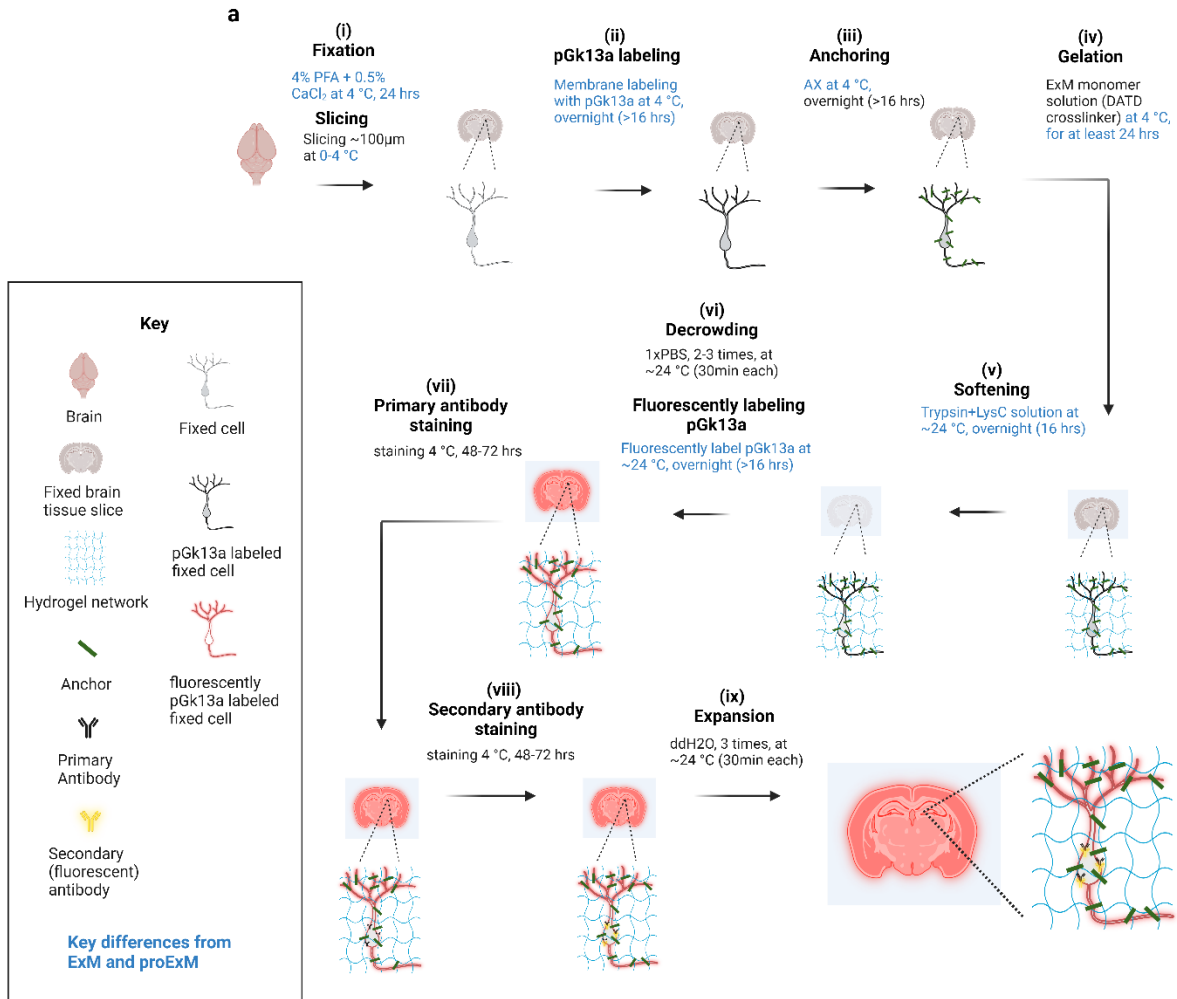 a
(i)
Fixation
4% PFA + 0.5%
CaCl₂ at 4 °C, 24 hrs
Slicing
Slicing ~100µm
at 0-4 °C
(ii)
pGk13a labeling
Membrane labeling
with pGk13a at 4 °C,
overnight (>16 hrs)
(iii)
Anchoring
AX at 4 °C,
overnight (>16 hrs)
(iv)
Gelation
ExM monomer
solution (DATD
crosslinker) at 4 °C,
for at least 24 hrs
(v)
Softening
Trypsin+LysC solution at
~24 °C, overnight (16 hrs)
(vi)
Decrowding
1xPBS, 2-3 times, at
~24 °C (30min each)
Fluorescently labeling
pGk13a
Fluorescently label pGk13a at
~24 °C, overnight (>16 hrs)
(vii)
Primary antibody
staining
staining 4 °C, 48-72 hrs
(viii)
Secondary antibody
staining
staining 4 °C, 48-72 hrs
(ix)
Expansion
ddH2O, 3 times, at
~24 °C (30min each)
Key
Brain
Fixed cell
Fixed brain
tissue slice
pGk13a labeled
fixed cell
Hydrogel network
fluorescently
pGk13a labeled
fixed cell
Anchor
Primary
Antibody
Secondary
(fluorescent)
antibody
Key differences from
ExM and proExM